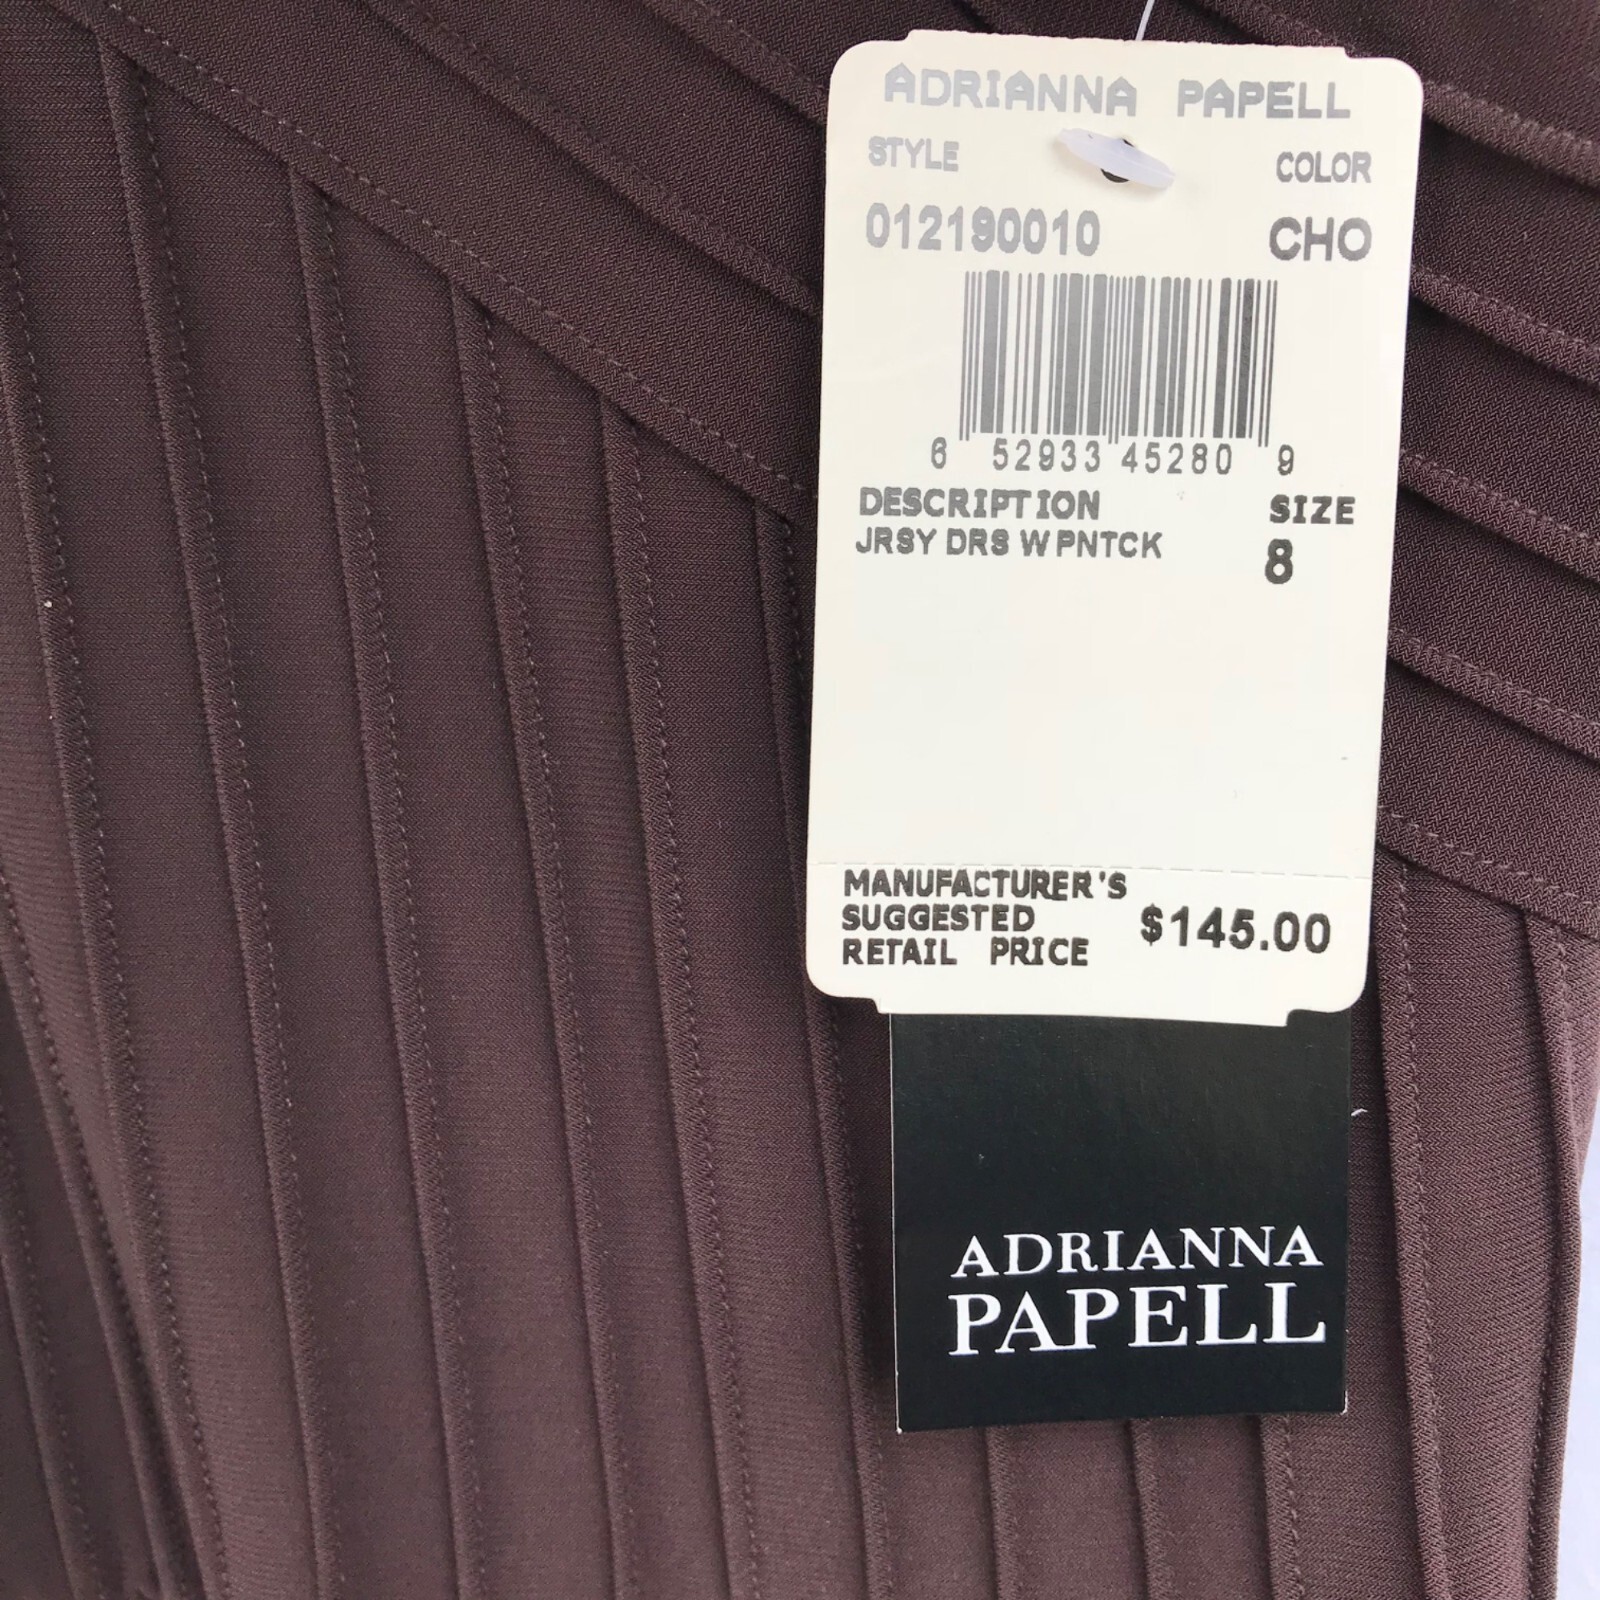 ADRIANNA PAPELL
STYLE COLOR
012190010 CHO
6 52933 45280 9
DESCRIPTION SIZE
JRSY DRS W PNTCK 8
MANUFACTURER'S
SUGGESTED $145.00
RETAIL PRICE
ADRIANNA
PAPELL